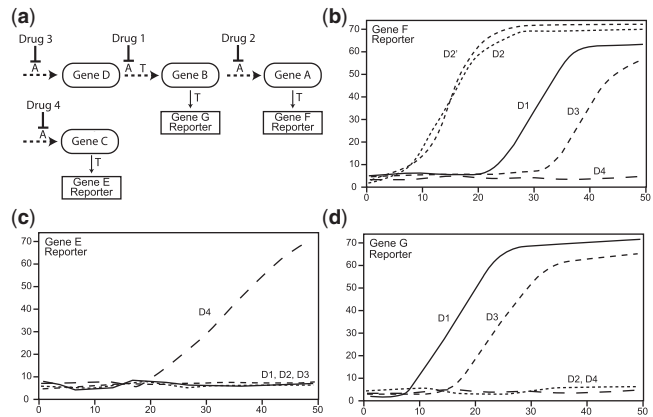 (a)
Drug 3
Drug 1
Drug 2
A
A
T
A
Gene D
Gene B
Gene A
T
T
Drug 4
A
Gene C
Gene G
Reporter
Gene F
Reporter
T
Gene E
Reporter
(b)
Gene F
Reporter
70
60
50
40
30
20
10
0
D2'
D2
D1
D3
D4
0
10
20
30
40
50
(c)
Gene E
Reporter
70
60
50
40
30
20
10
0
D4
D1, D2, D3
0
10
20
30
40
50
(d)
Gene G
Reporter
70
60
50
40
30
20
10
0
D1
D3
D2, D4
0
10
20
30
40
50